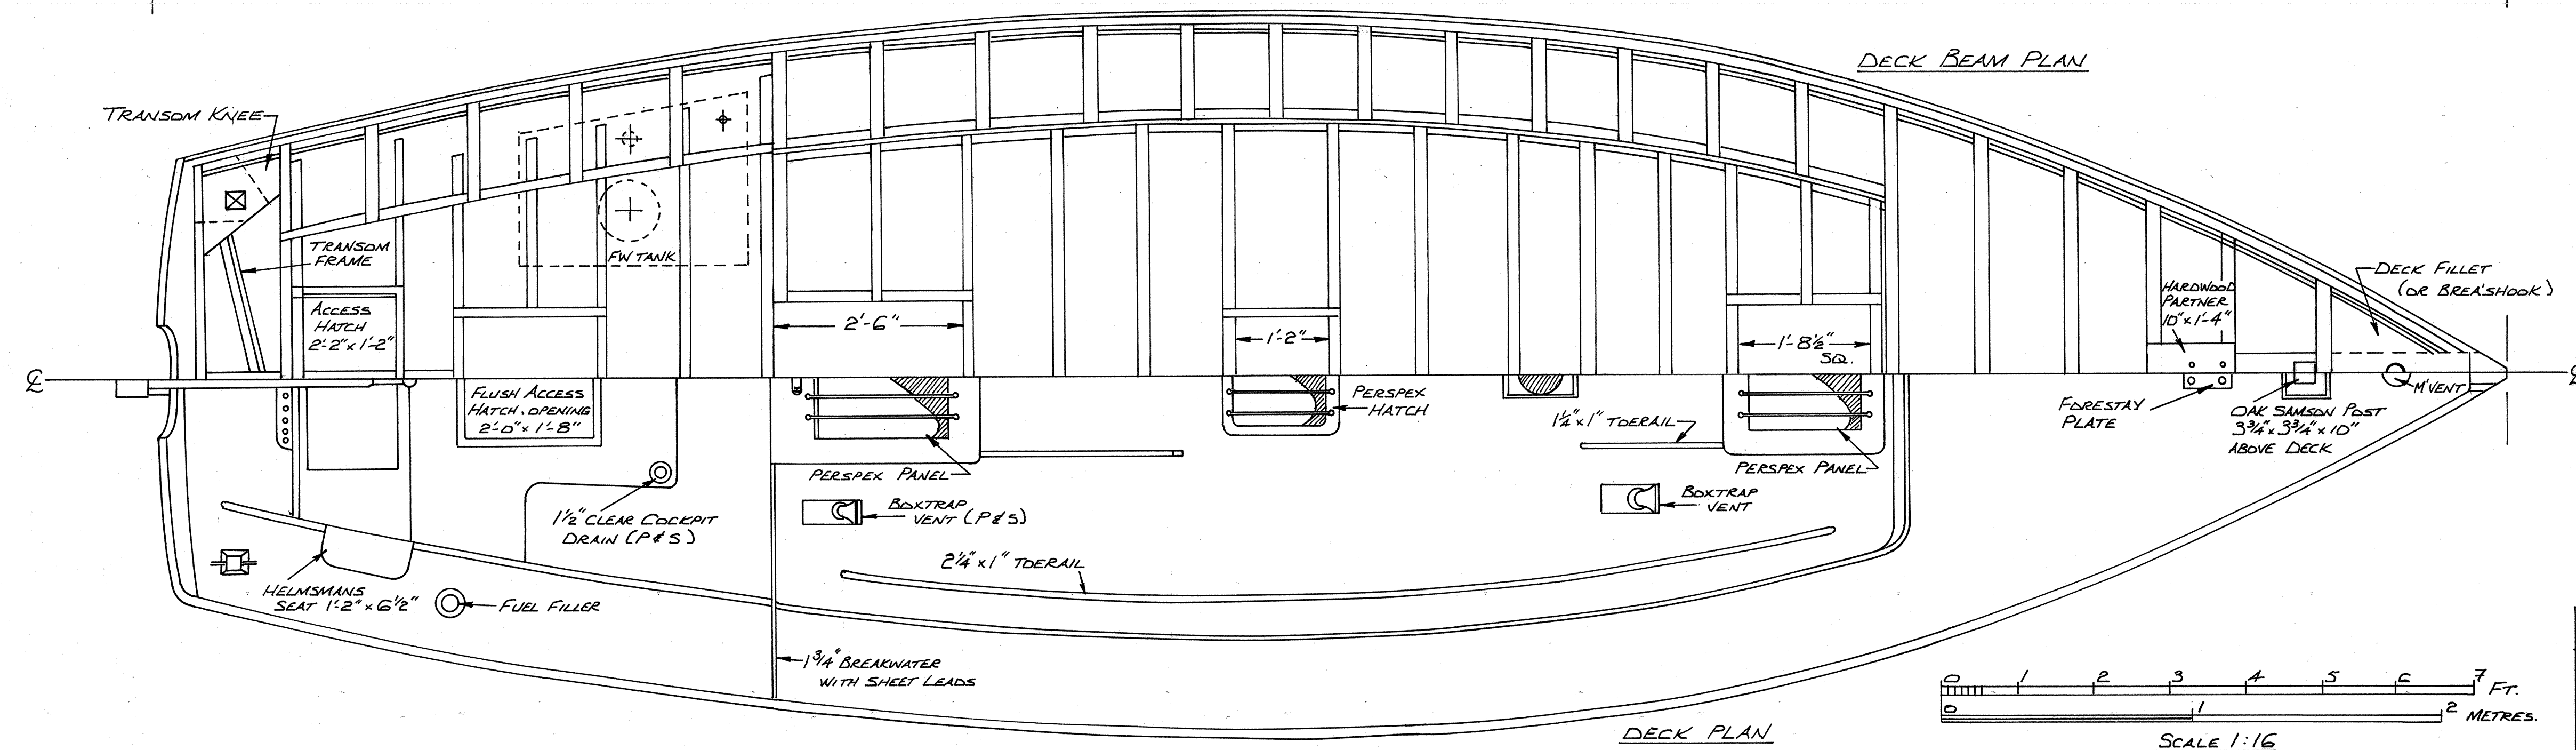 DECK BEAM PLAN
TRANSOM KNEE
TRANSOM
FRAME
FW TANK
ACCESS
HATCH
2'-2" x 1'-2"
2'-6"
1'-2"
1'-8½"
SQ.
HARDWOOD
PARTNER
10" x 1'-4"
DECK FILLET
(OR BREA'SHOOK)
℄
℄
FLUSH ACCESS
HATCH. OPENING
2'-0" x 1'-8"
PERSPEX
HATCH
1¼" x 1" TOERAIL
FORESTAY
PLATE
OAK SAMSON POST
3¾" x 3¾" x 10"
ABOVE DECK
M'VENT
PERSPEX PANEL
PERSPEX PANEL
1½" CLEAR COCKPIT
DRAIN (P & S)
BOXTRAP
VENT (P & S)
BOXTRAP
VENT
2¼" x 1" TOERAIL
HELMSMANS
SEAT 1'-2" x 6½"
FUEL FILLER
1¾" BREAKWATER
WITH SHEET LEADS
DECK PLAN
0 1 2 3 4 5 6 7 FT.
0 1 2 METRES.
SCALE 1:16